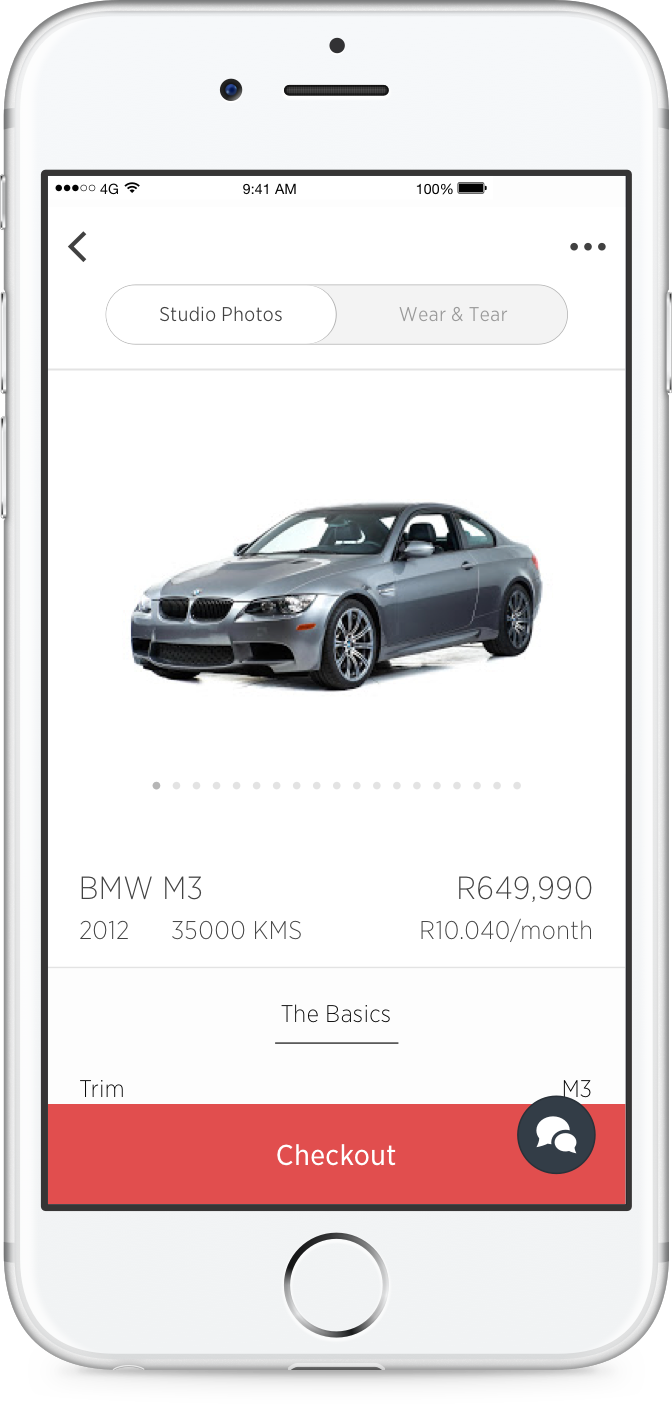 4G 9:41 AM 100%
Studio Photos Wear & Tear
BMW M3 R649,990
2012 35000 KMS R10.040/month
The Basics
Trim M3
Checkout